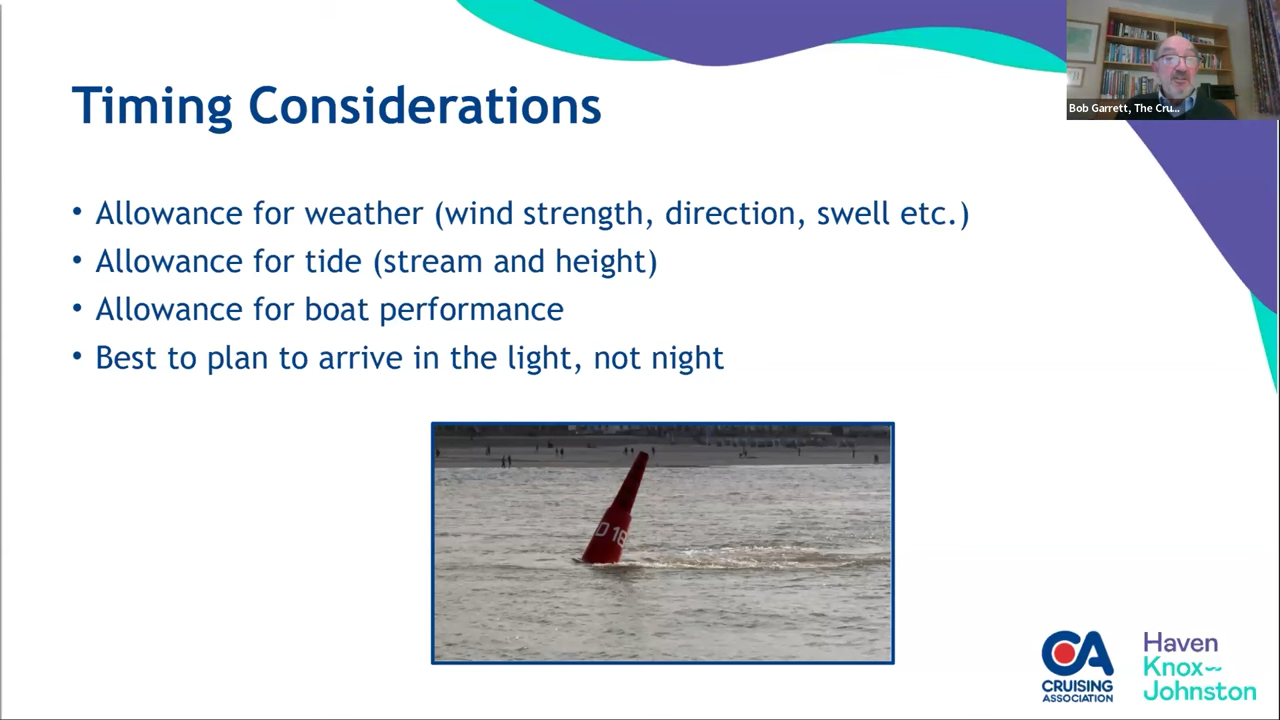 Timing Considerations
Bob Garrett, The Cru...
• Allowance for weather (wind strength, direction, swell etc.)
• Allowance for tide (stream and height)
• Allowance for boat performance
• Best to plan to arrive in the light, not night
D 16
CA
CRUISING
ASSOCIATION
Haven
Knox~
Johnston